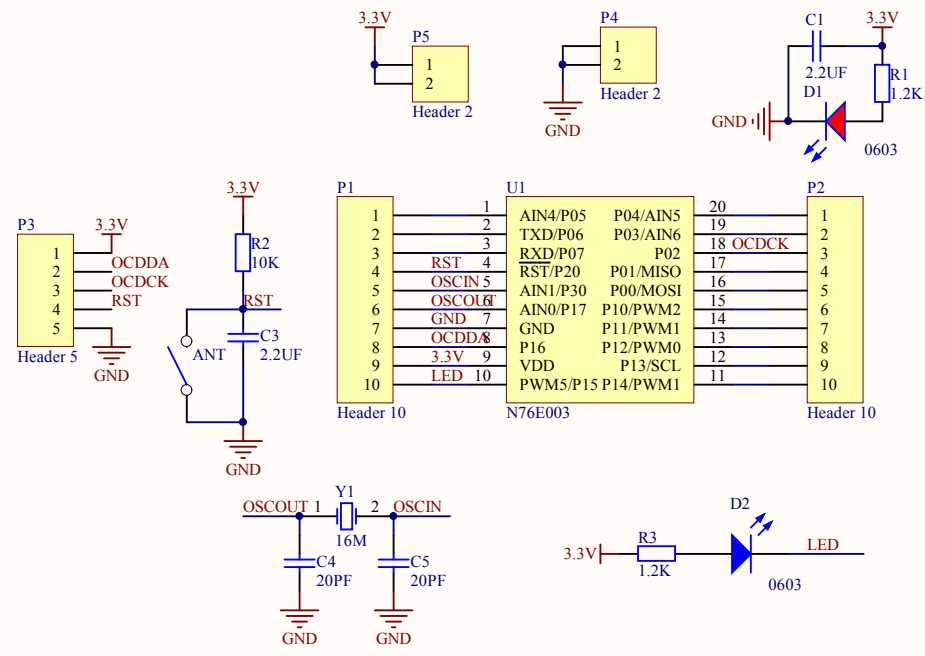 3.3V
P5
1
2
Header 2
P4
1
2
Header 2
GND
C1
3.3V
2.2UF
R1
1.2K
D1
GND
0603
P3
3.3V
1
2 OCDDA
3 OCDCK
4 RST
5
Header 5
GND
3.3V
R2
10K
RST
ANT
C3
2.2UF
GND
P1
U1
P2
1 1 AIN4/P05 P04/AIN5 20 1
2 2 TXD/P06 P03/AIN6 19 2
3 3 RXD/P07 P02 18 OCDCK 3
4 RST 4 RST/P20 P01/MISO 17 4
5 OSCIN 5 AIN1/P30 P00/MOSI 16 5
6 OSCOUT 6 AIN0/P17 P10/PWM2 15 6
7 GND 7 GND P11/PWM1 14 7
8 OCDDA 8 P16 P12/PWM0 13 8
9 3.3V 9 VDD P13/SCL 12 9
10 LED 10 PWM5/P15 P14/PWM1 11 10
Header 10
N76E003
Header 10
Y1
OSCOUT 1 2 OSCIN
16M
C4
20PF
C5
20PF
GND
GND
D2
R3
3.3V
1.2K
LED
0603